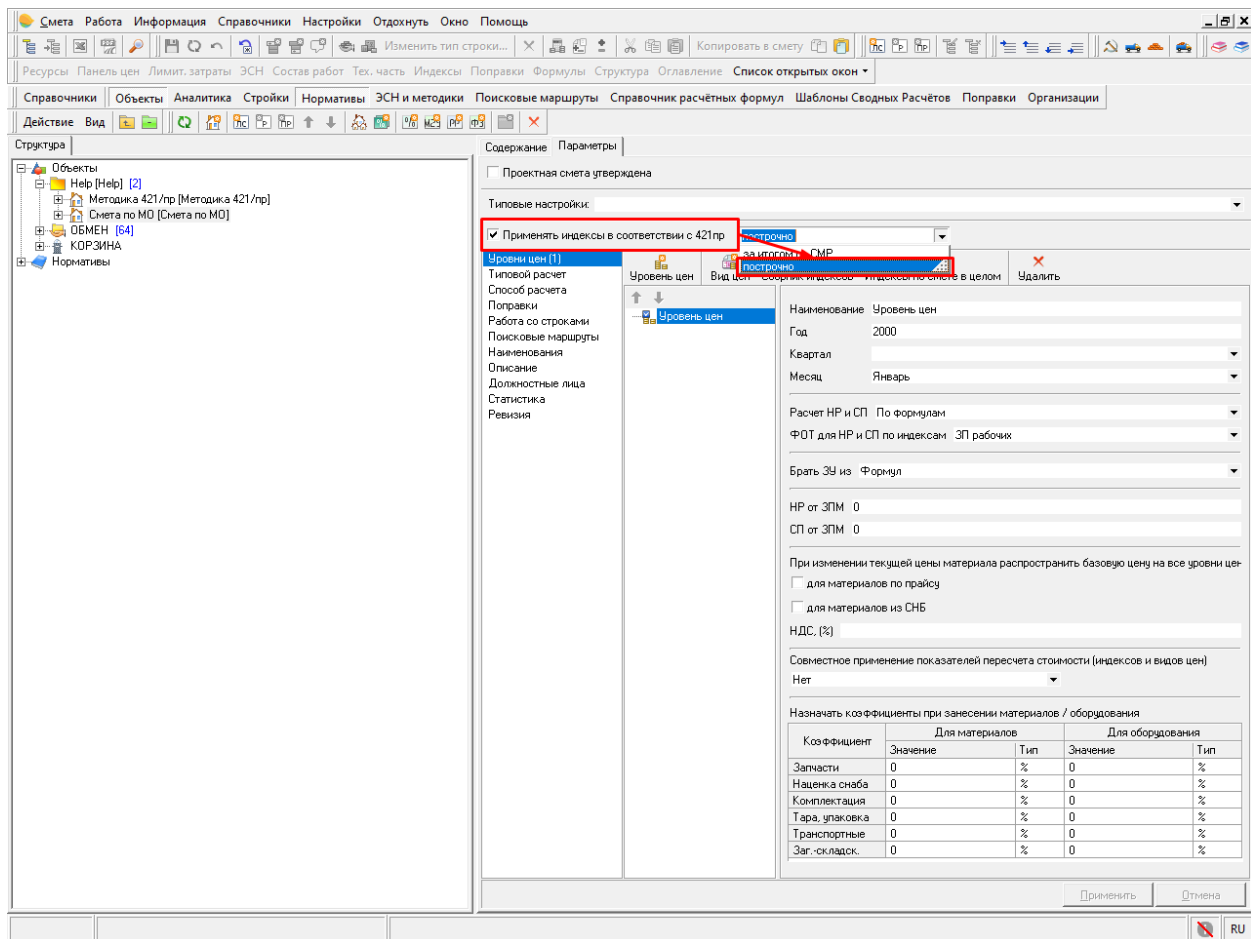 Смета Работа Информация Справочники Настройки Отдохнуть Окно Помощь
Изменить тип строки... Копировать в смету
Ресурсы Панель цен Лимит. затраты ЭСН Состав работ Тех. часть Индексы Поправки Формулы Структура Оглавление Список открытых окон
Справочники Объекты Аналитика Стройки Нормативы ЭСН и методики Поисковые маршруты Справочник расчётных формул Шаблоны Сводных Расчётов Поправки Организации
Действие Вид
Структура
Объекты
Help [Help] [2]
Методика 421/пр [Методика 421/пр]
Смета по МО [Смета по МО]
ОБМЕН [64]
КОРЗИНА
Нормативы
Содержание Параметры
Проектная смета утверждена
Типовые настройки:
Применять индексы в соответствии с 421пр построчно
СМР
построчно
Уровни цен (1)
Типовой расчет
Способ расчета
Поправки
Работа со строками
Поисковые маршруты
Наименования
Описание
Должностные лица
Статистика
Ревизия
Уровень цен Вид цен Сборник индексов Индексы по смете в целом Удалить
Уровень цен
Наименование Уровень цен
Год 2000
Квартал
Месяц Январь
Расчет НР и СП По формулам
ФОТ для НР и СП по индексам ЗП рабочих
Брать ЗУ из Формул
НР от ЗПМ 0
СП от ЗПМ 0
При изменении текущей цены материала распространить базовую цену на все уровни цен
для материалов по прайсу
для материалов из СНБ
НДС, (%)
Совместное применение показателей пересчета стоимости (индексов и видов цен)
Нет
Назначать коэффициенты при занесении материалов / оборудования
Коэффициент Для материалов Для оборудования
Значение Тип Значение Тип
Запчасти 0 % 0 %
Наценка снаба 0 % 0 %
Комплектация 0 % 0 %
Тара, упаковка 0 % 0 %
Транспортные 0 % 0 %
Заг.-складск. 0 % 0 %
Применить Отмена
RU